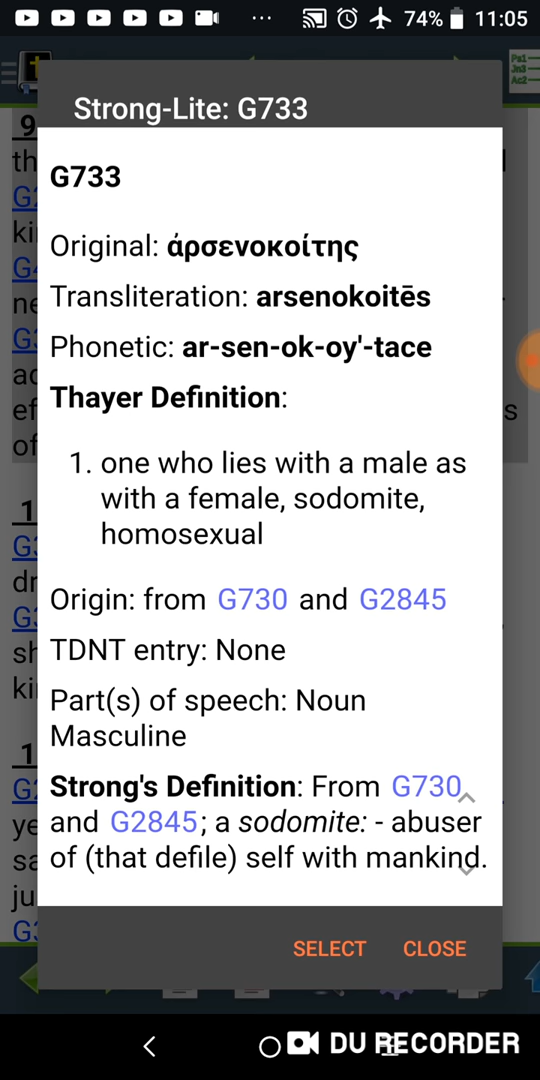 74% 11:05
Strong-Lite: G733
G733
Original: ἀρσενοκοίτης
Transliteration: arsenokoitēs
Phonetic: ar-sen-ok-oy'-tace
Thayer Definition:
1. one who lies with a male as
with a female, sodomite,
homosexual
Origin: from G730 and G2845
TDNT entry: None
Part(s) of speech: Noun
Masculine
Strong's Definition: From G730
and G2845; a sodomite: - abuser
of (that defile) self with mankind.
SELECT CLOSE
DU RECORDER